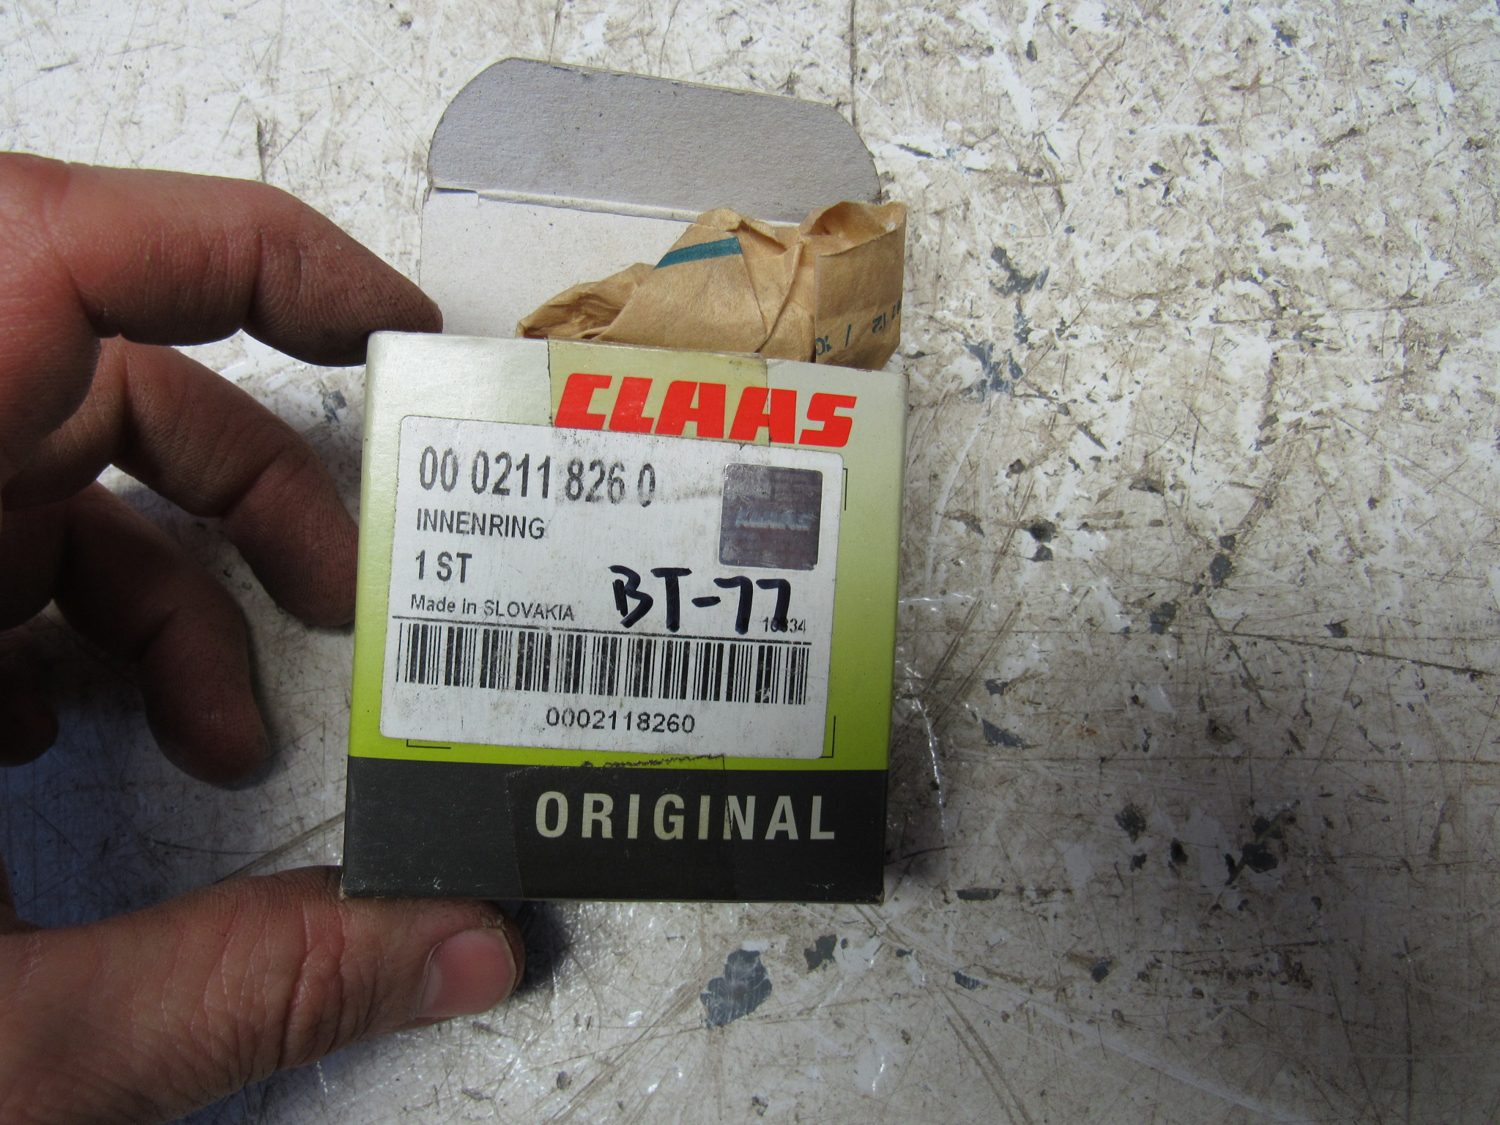 CLAAS
00 0211 826 0
INNENRING
1 ST
Made in SLOVAKIA
BT-77
0002118260
ORIGINAL